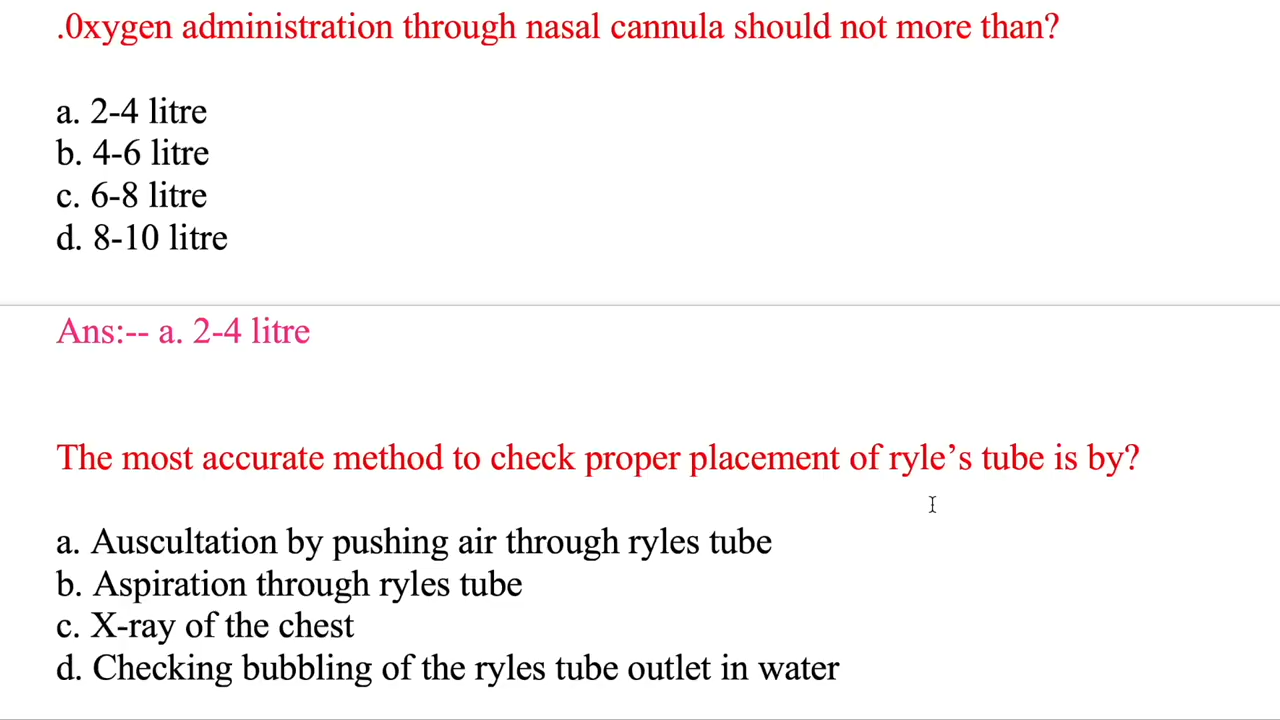 .0xygen administration through nasal cannula should not more than?
a. 2-4 litre
b. 4-6 litre
c. 6-8 litre
d. 8-10 litre
Ans:-- a. 2-4 litre
The most accurate method to check proper placement of ryle’s tube is by?
a. Auscultation by pushing air through ryles tube
b. Aspiration through ryles tube
c. X-ray of the chest
d. Checking bubbling of the ryles tube outlet in water